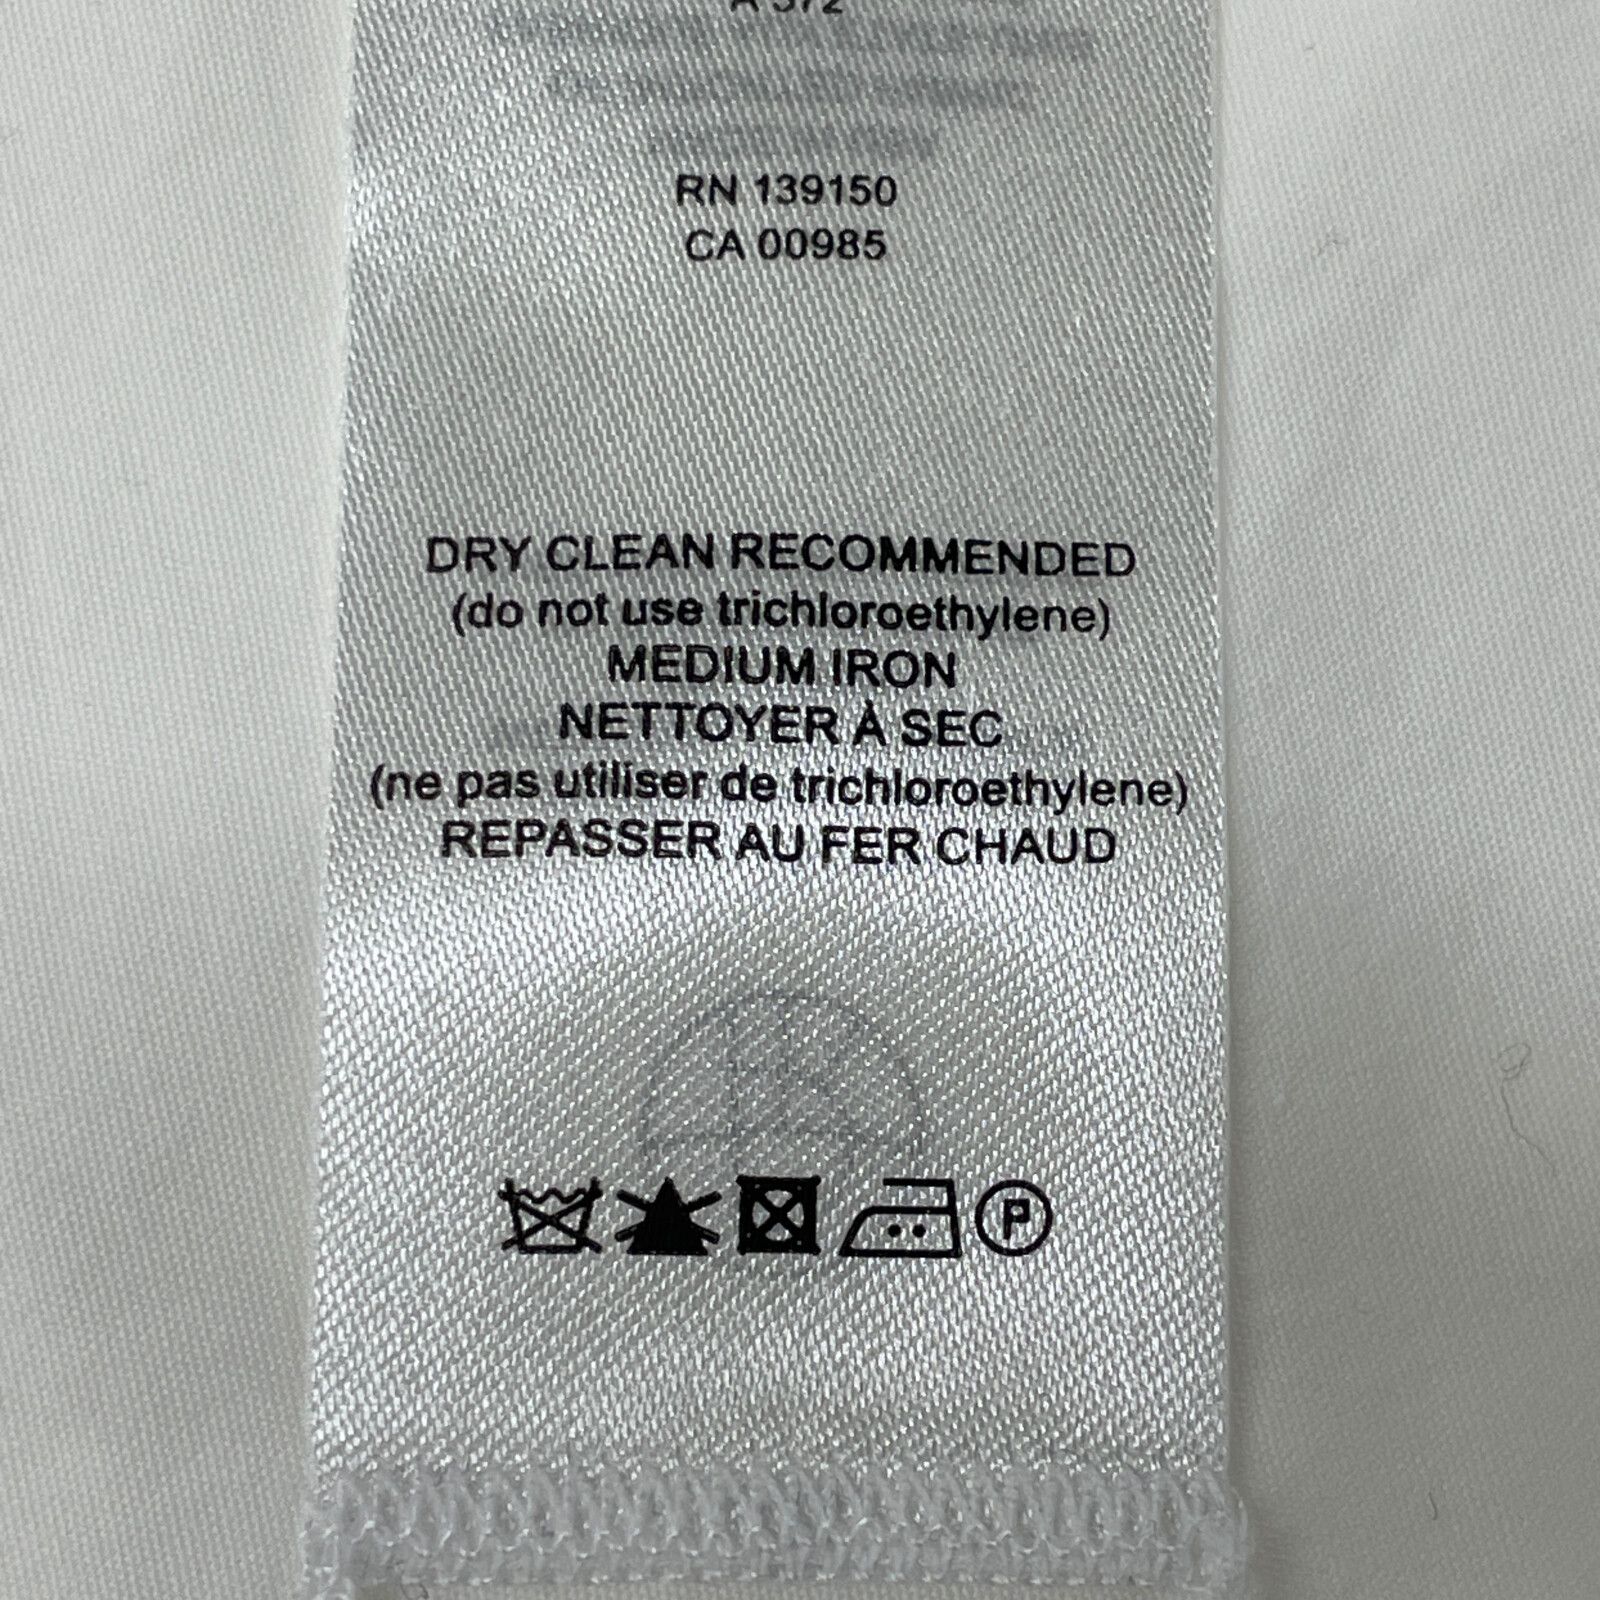 RN 139150
CA 00985
DRY CLEAN RECOMMENDED
(do not use trichloroethylene)
MEDIUM IRON
NETTOYER À SEC
(ne pas utiliser de trichloroethylene)
REPASSER AU FER CHAUD
P